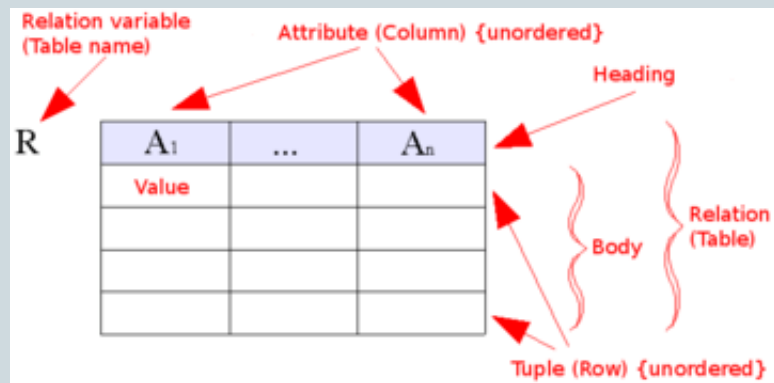 Relation variable
(Table name)
Attribute (Column) {unordered}
Heading
R
A1 ... An
Value
Relation
(Table)
Body
Tuple (Row) {unordered}